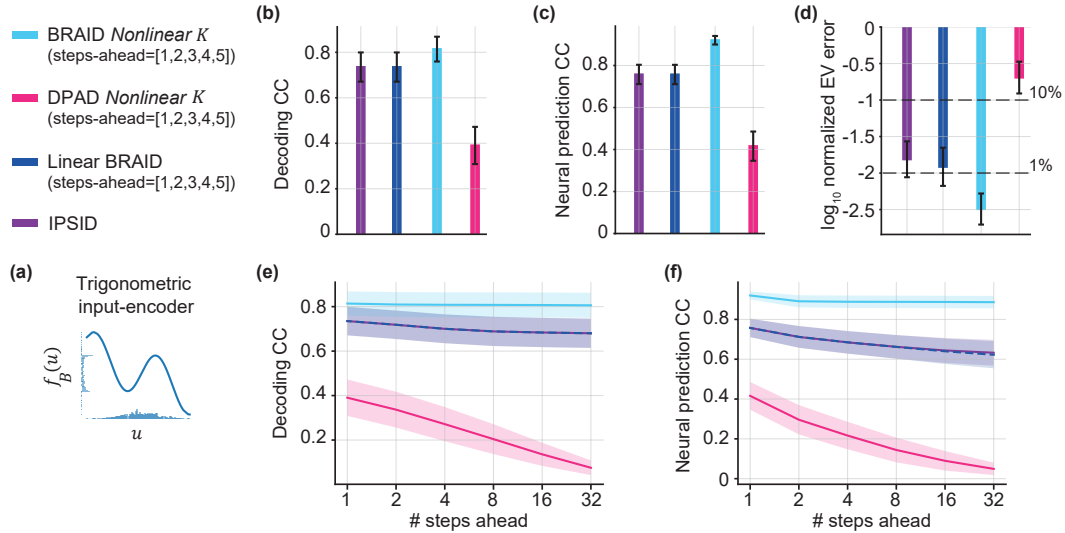 BRAID Nonlinear K
(steps-ahead=[1,2,3,4,5])
DPAD Nonlinear K
(steps-ahead=[1,2,3,4,5])
Linear BRAID
(steps-ahead=[1,2,3,4,5])
IPSID
(b)
Decoding CC
0.8
0.6
0.4
0.2
0
(c)
Neural prediction CC
0.8
0.6
0.4
0.2
0
(d)
log10 normalized EV error
0
-0.5
-1
-1.5
-2
-2.5
10%
1%
(a)
Trigonometric
input-encoder
f_B(u)
u
(e)
Decoding CC
0.8
0.6
0.4
0.2
1 2 4 8 16 32
# steps ahead
(f)
Neural prediction CC
0.8
0.6
0.4
0.2
0
1 2 4 8 16 32
# steps ahead